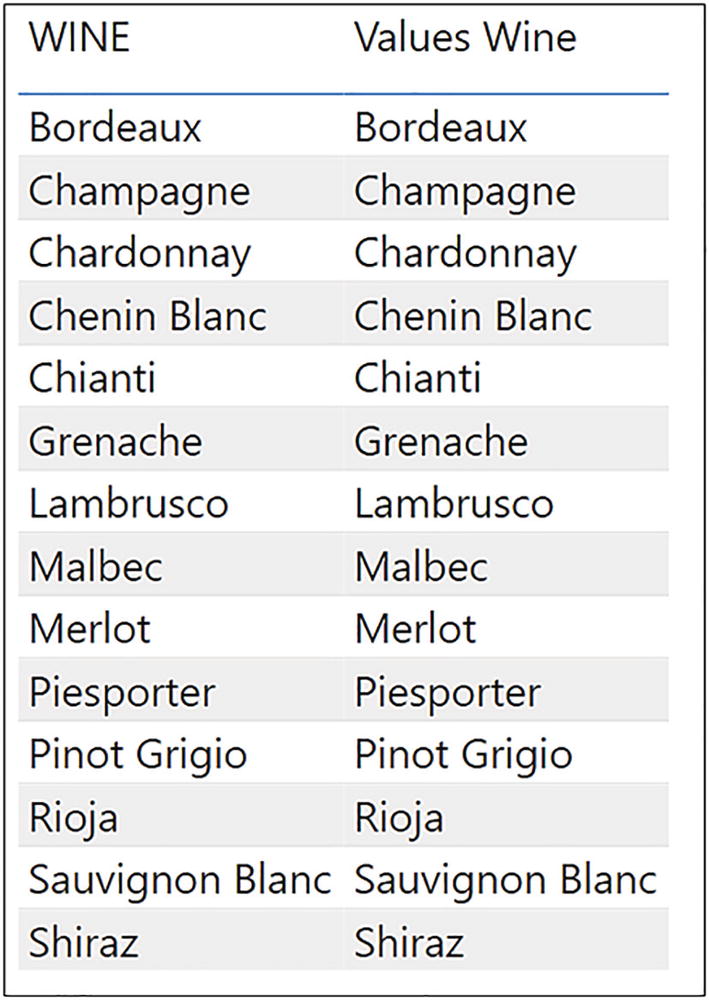 WINE Values Wine
Bordeaux Bordeaux
Champagne Champagne
Chardonnay Chardonnay
Chenin Blanc Chenin Blanc
Chianti Chianti
Grenache Grenache
Lambrusco Lambrusco
Malbec Malbec
Merlot Merlot
Piesporter Piesporter
Pinot Grigio Pinot Grigio
Rioja Rioja
Sauvignon Blanc Sauvignon Blanc
Shiraz Shiraz